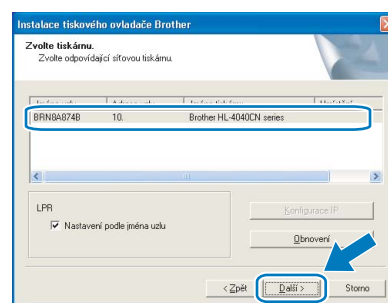 Instalace tiskového ovladače Brother
Zvolte tiskárnu.
Zvolte odpovídající síťovou tiskárnu.
BRN8A874B 10. Brother HL-4040CN series
LPR
Nastavení podle jména uzlu
Konfigurace IP
Obnovení
< Zpět Další > Storno